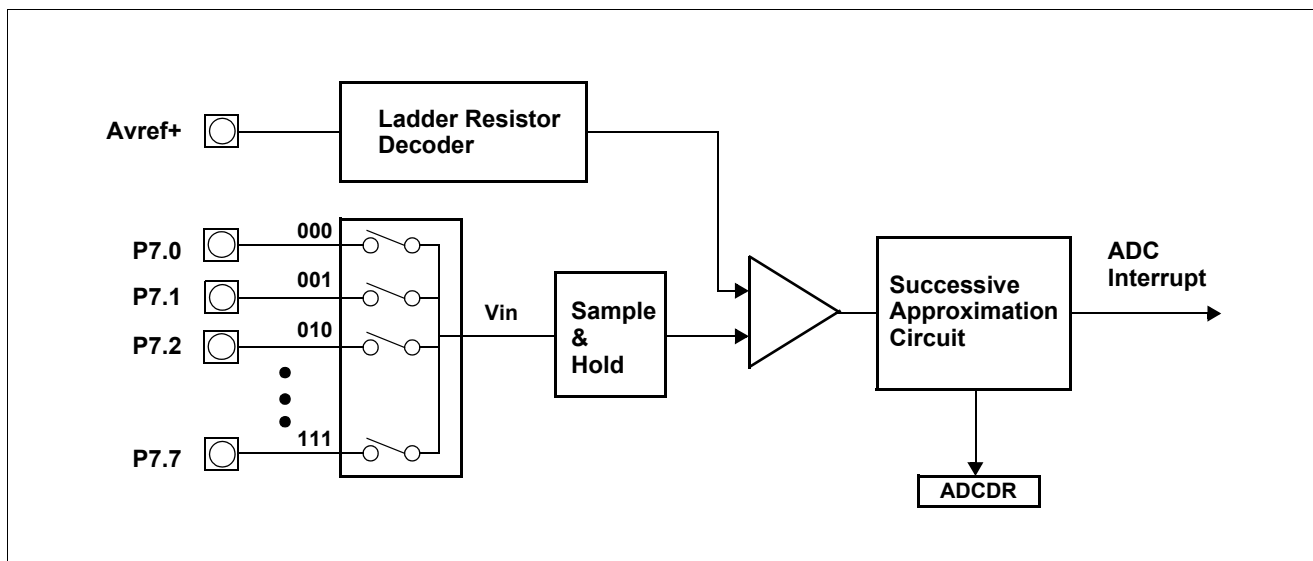 Avref+
Ladder Resistor
Decoder
P7.0
000
P7.1
001
P7.2
010
P7.7
111
Vin
Sample
&
Hold
Successive
Approximation
Circuit
ADC
Interrupt
ADCDR